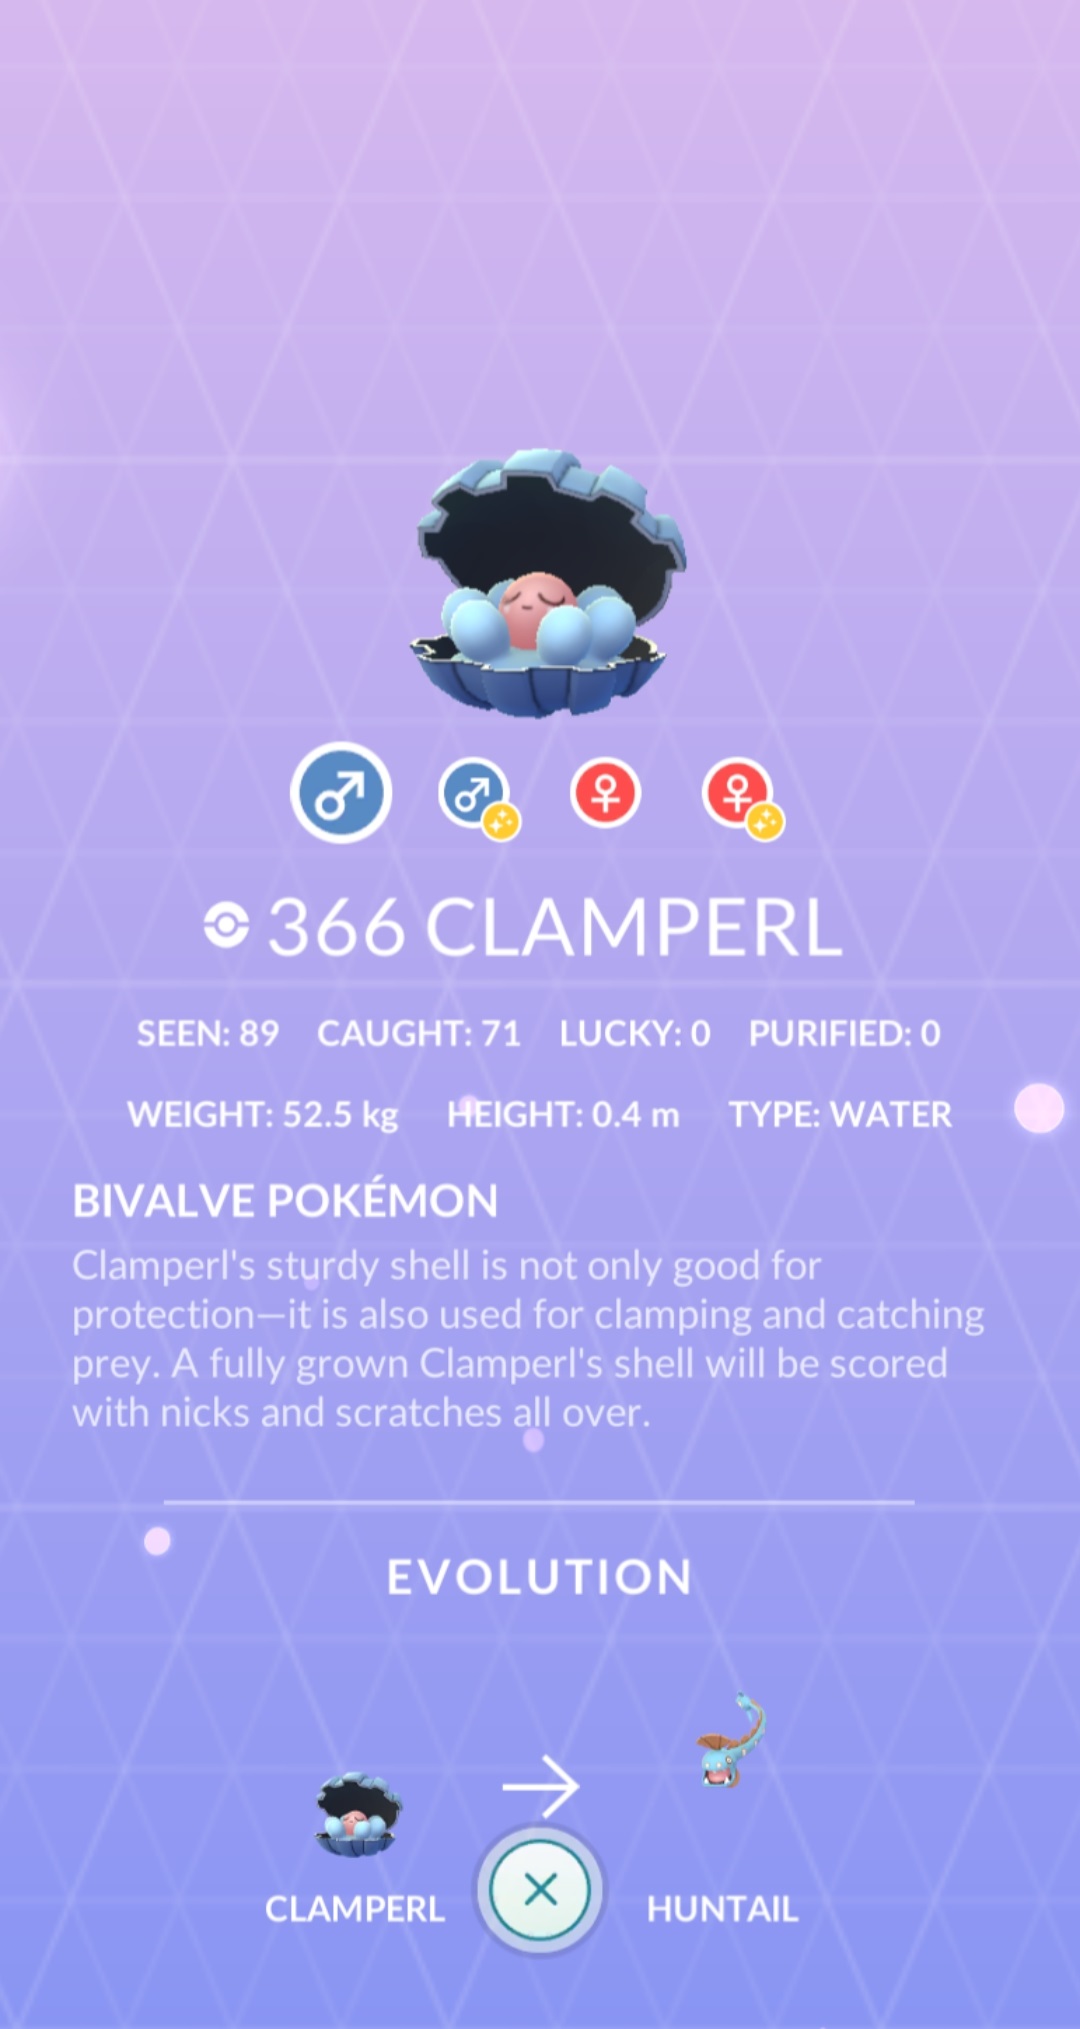 366 CLAMPERL
SEEN: 89 CAUGHT: 71 LUCKY: 0 PURIFIED: 0
WEIGHT: 52.5 kg HEIGHT: 0.4 m TYPE: WATER
BIVALVE POKÉMON
Clamperl's sturdy shell is not only good for
protection—it is also used for clamping and catching
prey. A fully grown Clamperl's shell will be scored
with nicks and scratches all over.
EVOLUTION
CLAMPERL HUNTAIL